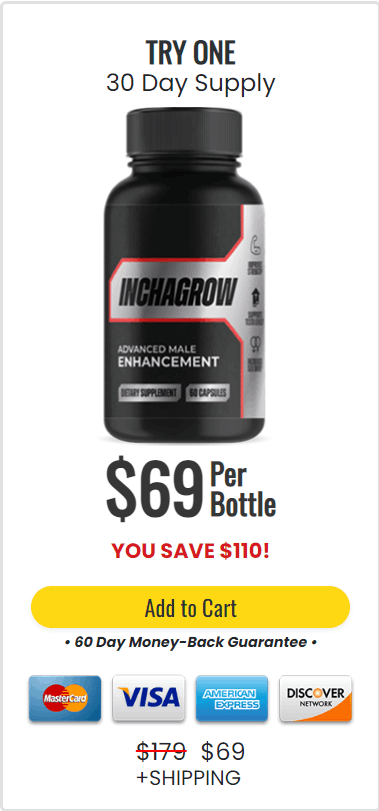 TRY ONE
30 Day Supply
INCHAGROW
ADVANCED MALE
ENHANCEMENT
DIETARY SUPPLEMENT
60 CAPSULES
$69 Per
Bottle
YOU SAVE $110!
Add to Cart
• 60 Day Money-Back Guarantee •
MasterCard
VISA
AMERICAN
EXPRESS
DISCOVER
NETWORK
$179 $69
+SHIPPING